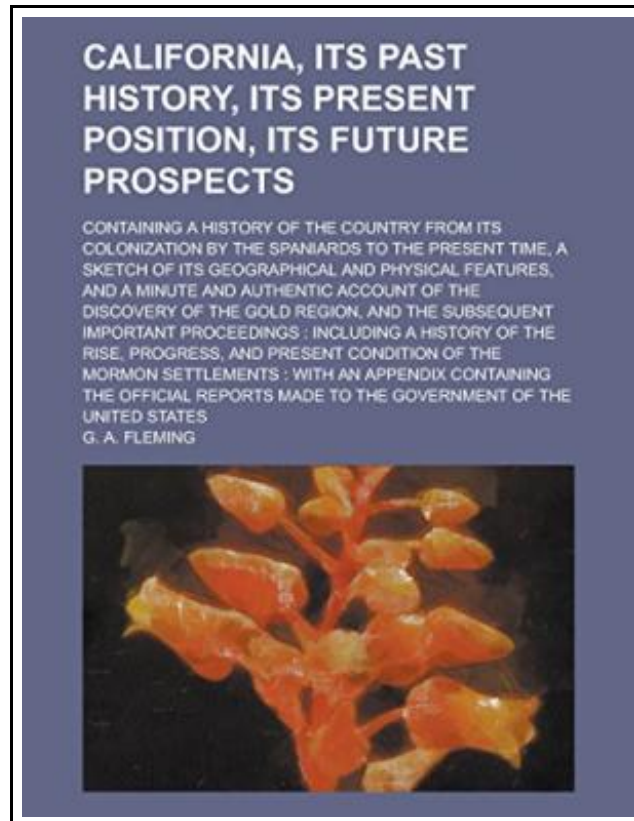 CALIFORNIA, ITS PAST
HISTORY, ITS PRESENT
POSITION, ITS FUTURE
PROSPECTS
CONTAINING A HISTORY OF THE COUNTRY FROM ITS
COLONIZATION BY THE SPANIARDS TO THE PRESENT TIME, A
SKETCH OF ITS GEOGRAPHICAL AND PHYSICAL FEATURES,
AND A MINUTE AND AUTHENTIC ACCOUNT OF THE
DISCOVERY OF THE GOLD REGION, AND THE SUBSEQUENT
IMPORTANT PROCEEDINGS : INCLUDING A HISTORY OF THE
RISE, PROGRESS, AND PRESENT CONDITION OF THE
MORMON SETTLEMENTS : WITH AN APPENDIX CONTAINING
THE OFFICIAL REPORTS MADE TO THE GOVERNMENT OF THE
UNITED STATES
G. A. FLEMING